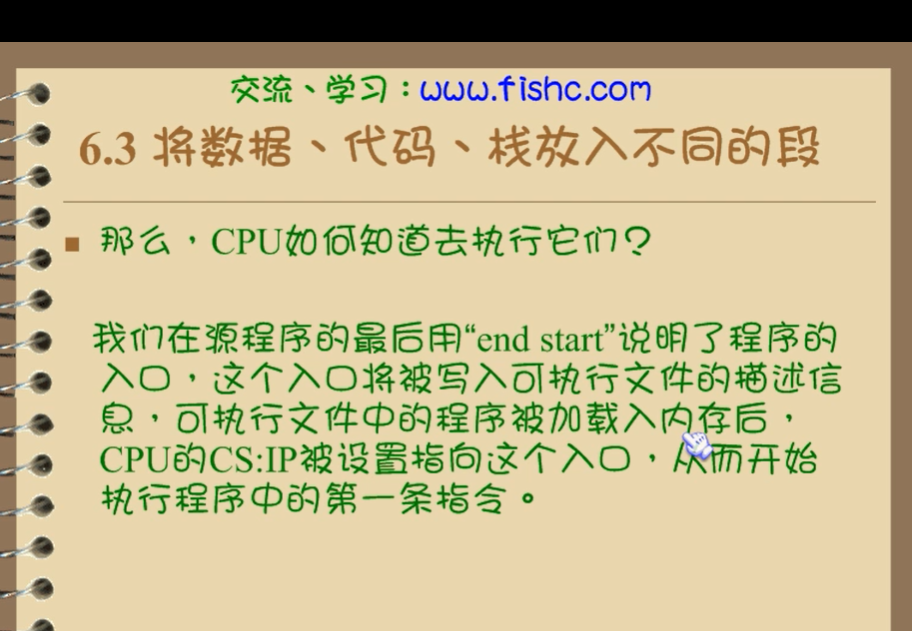 交流、学习：www.fishc.com
6.3 将数据、代码、栈放入不同的段
那么，CPU如何知道去执行它们？
我们在源程序的最后用“end start”说明了程序的
入口，这个入口将被写入可执行文件的描述信
息，可执行文件中的程序被加载入内存后，
CPU的CS:IP被设置指向这个入口，从而开始
执行程序中的第一条指令。